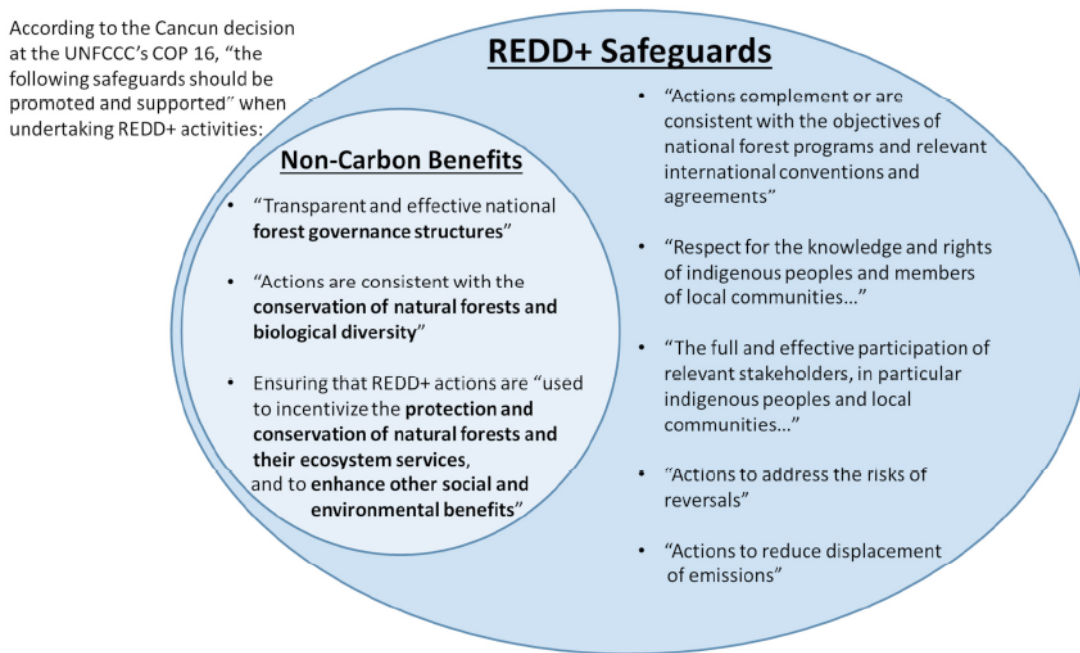 According to the Cancun decision
at the UNFCCC's COP 16, "the
following safeguards should be
promoted and supported" when
undertaking REDD+ activities:
REDD+ Safeguards
Non-Carbon Benefits
• "Transparent and effective national
forest governance structures"
• "Actions are consistent with the
conservation of natural forests and
biological diversity"
• Ensuring that REDD+ actions are "used
to incentivize the protection and
conservation of natural forests and
their ecosystem services,
and to enhance other social and
environmental benefits"
• "Actions complement or are
consistent with the objectives of
national forest programs and relevant
international conventions and
agreements"
• "Respect for the knowledge and rights
of indigenous peoples and members
of local communities..."
• "The full and effective participation of
relevant stakeholders, in particular
indigenous peoples and local
communities..."
• "Actions to address the risks of
reversals"
• "Actions to reduce displacement
of emissions"